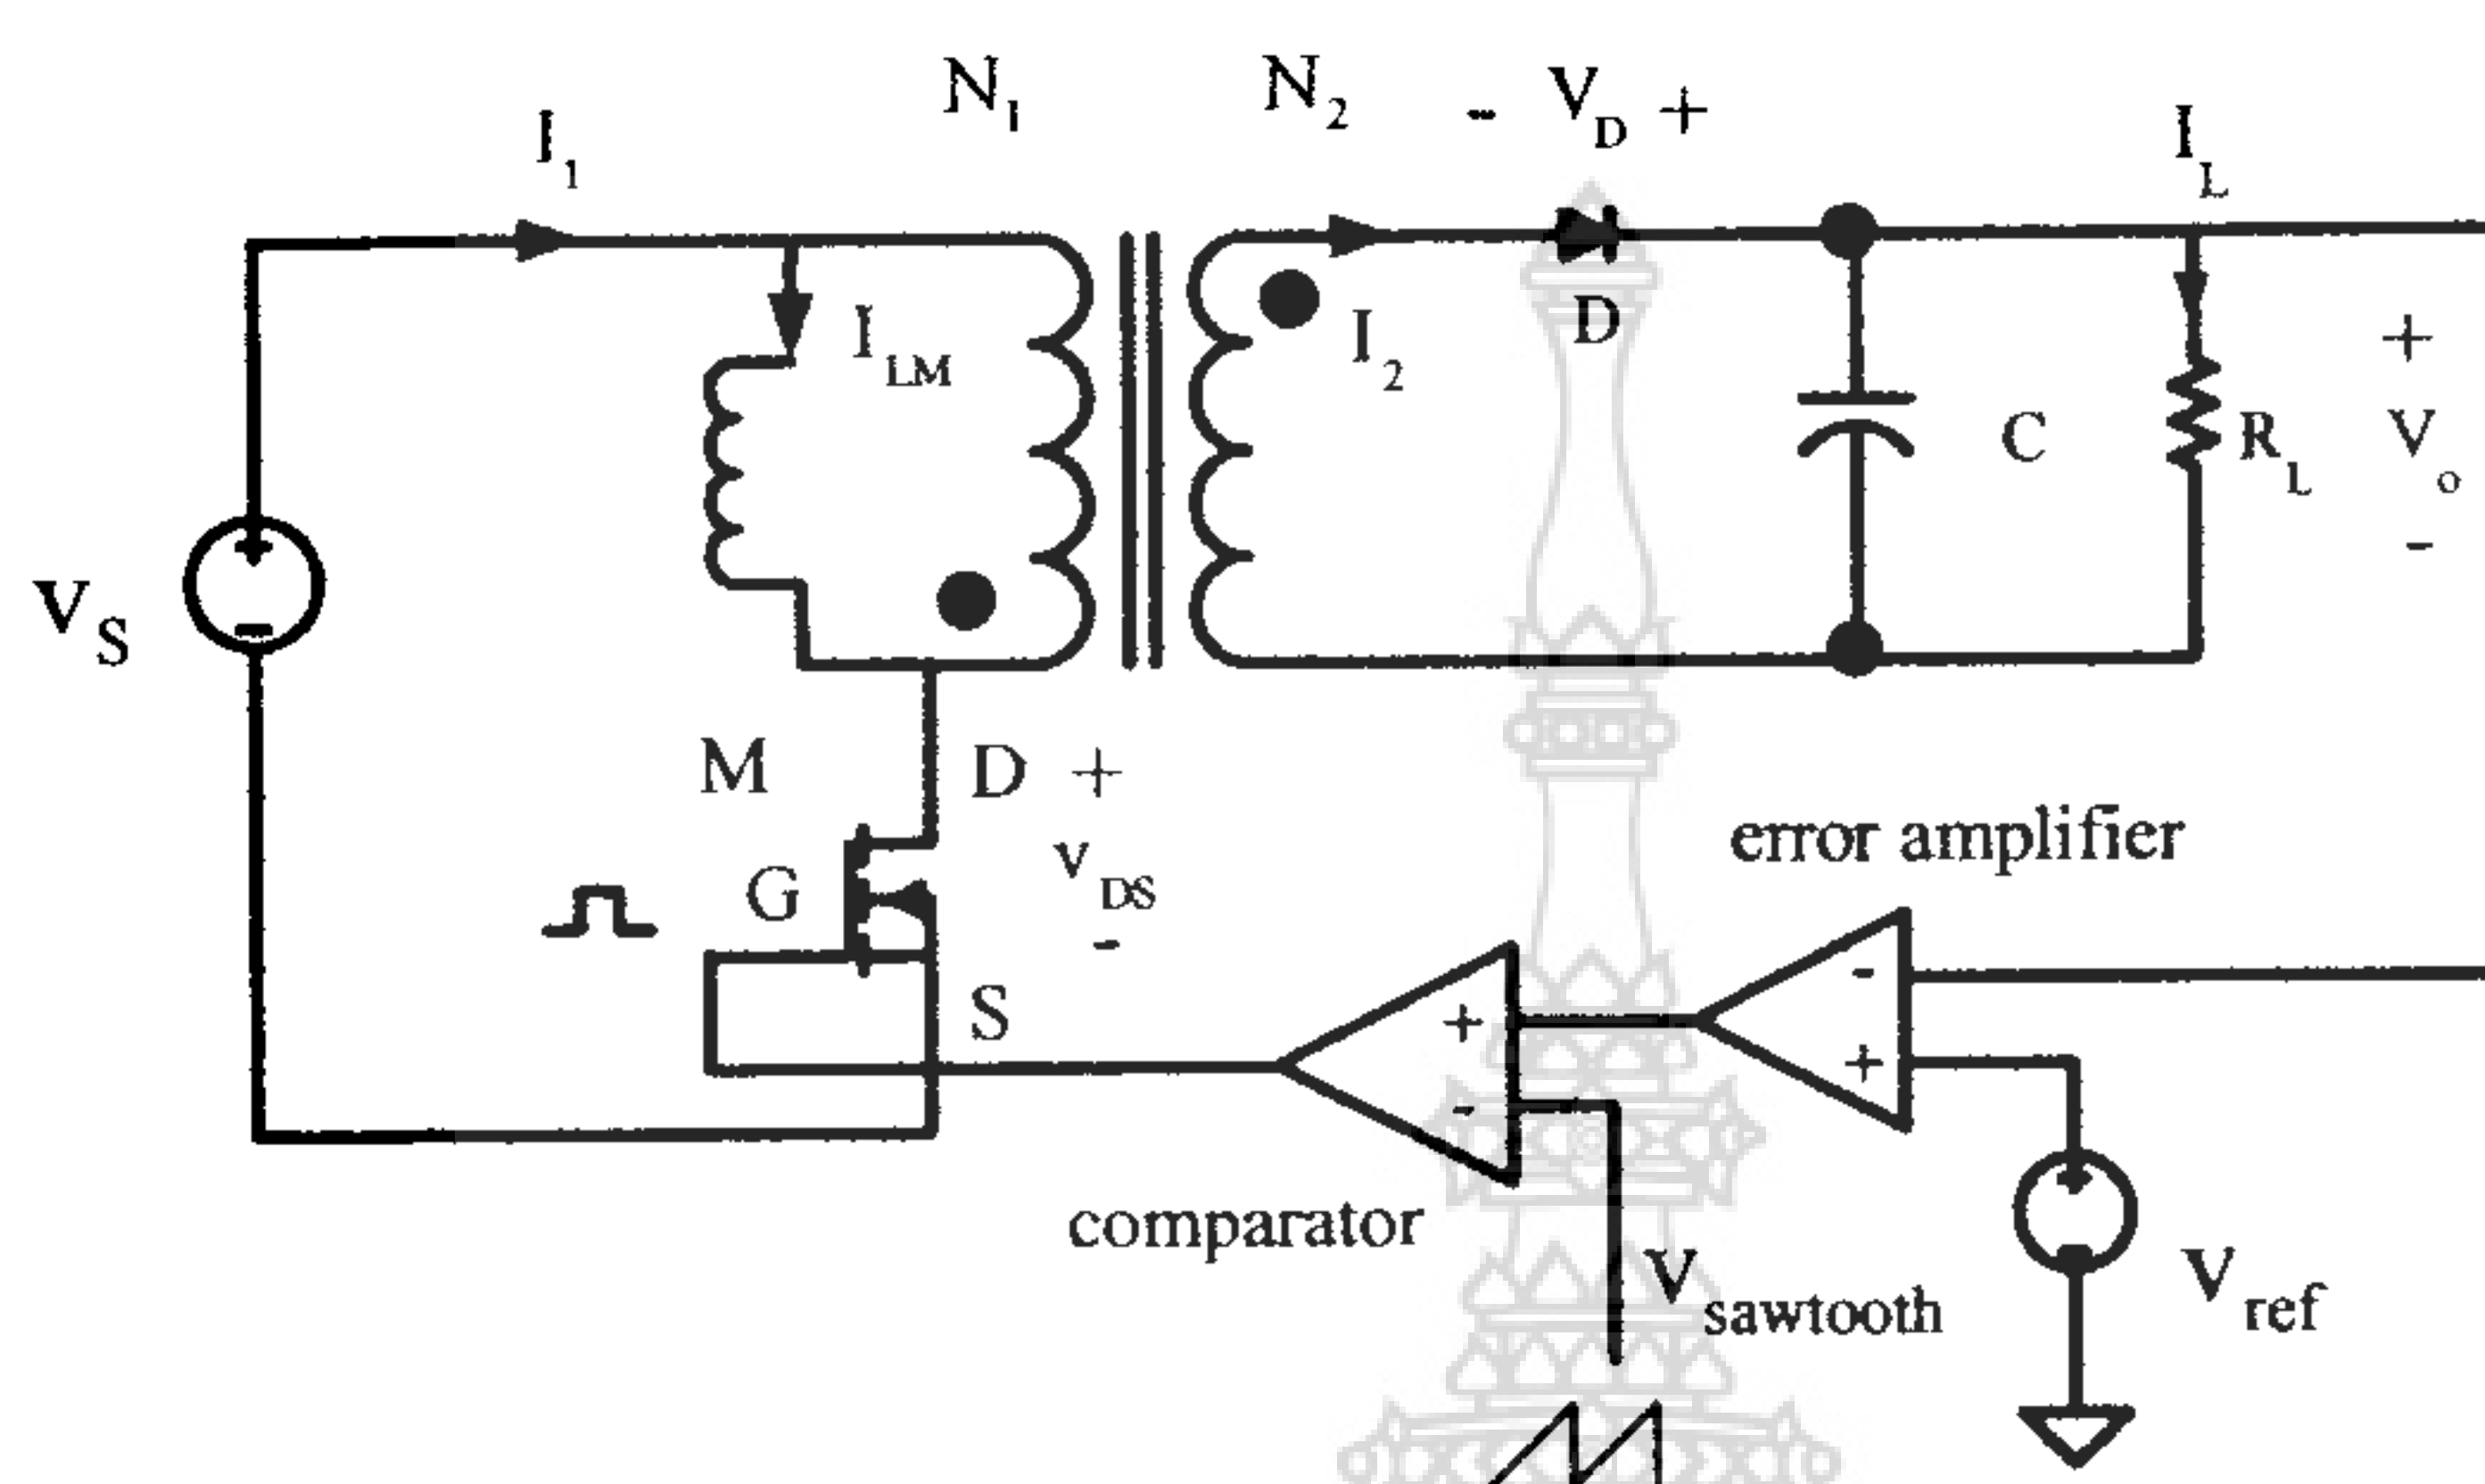 I1
N1
N2
- VD +
IL
ILM
I2
D
C
RL
+
Vo
-
VS
M
D +
G
VDS
-
S
error amplifier
-
+
+
-
comparator
Vsawtooth
Vref